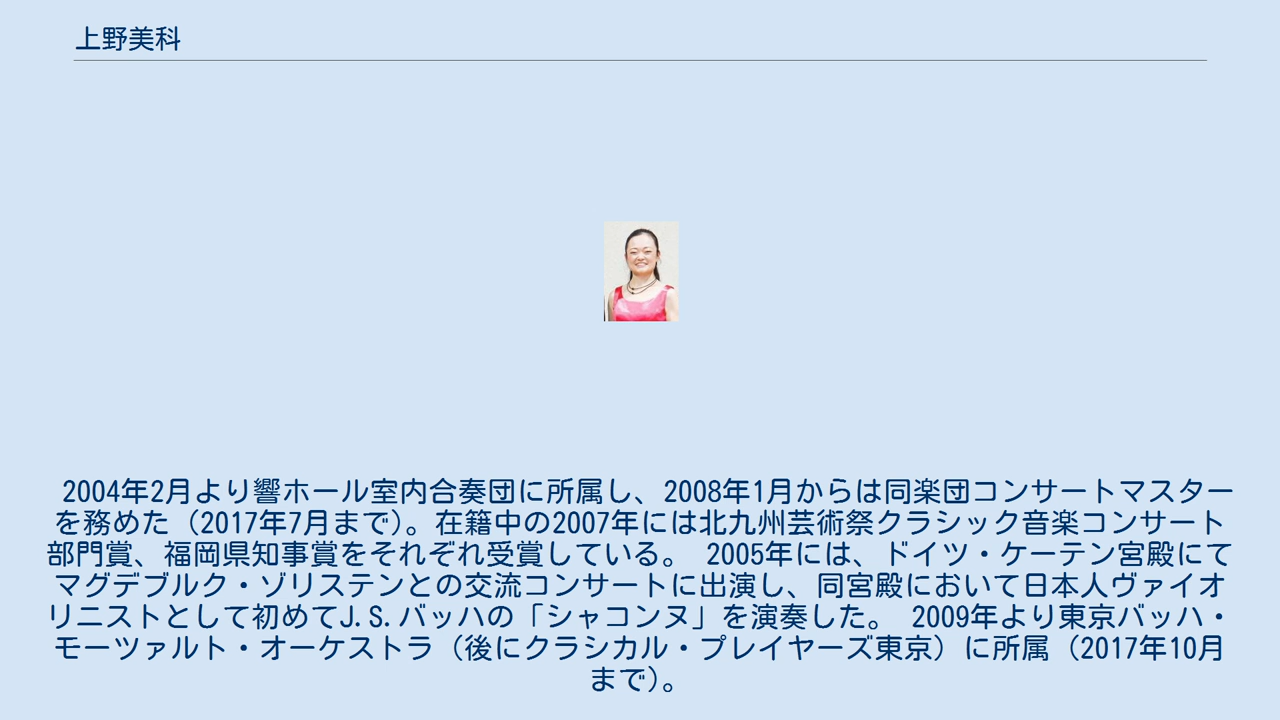 上野美科
2004年2月より響ホール室内合奏団に所属し、2008年1月からは同楽団コンサートマスター
を務めた（2017年7月まで）。在籍中の2007年には北九州芸術祭クラシック音楽コンサート
部門賞、福岡県知事賞をそれぞれ受賞している。 2005年には、ドイツ・ケーテン宮殿にて
マグデブルク・ゾリステンとの交流コンサートに出演し、同宮殿において日本人ヴァイオ
リニストとして初めてJ.S.バッハの「シャコンヌ」を演奏した。 2009年より東京バッハ・
モーツァルト・オーケストラ（後にクラシカル・プレイヤーズ東京）に所属（2017年10月
まで）。